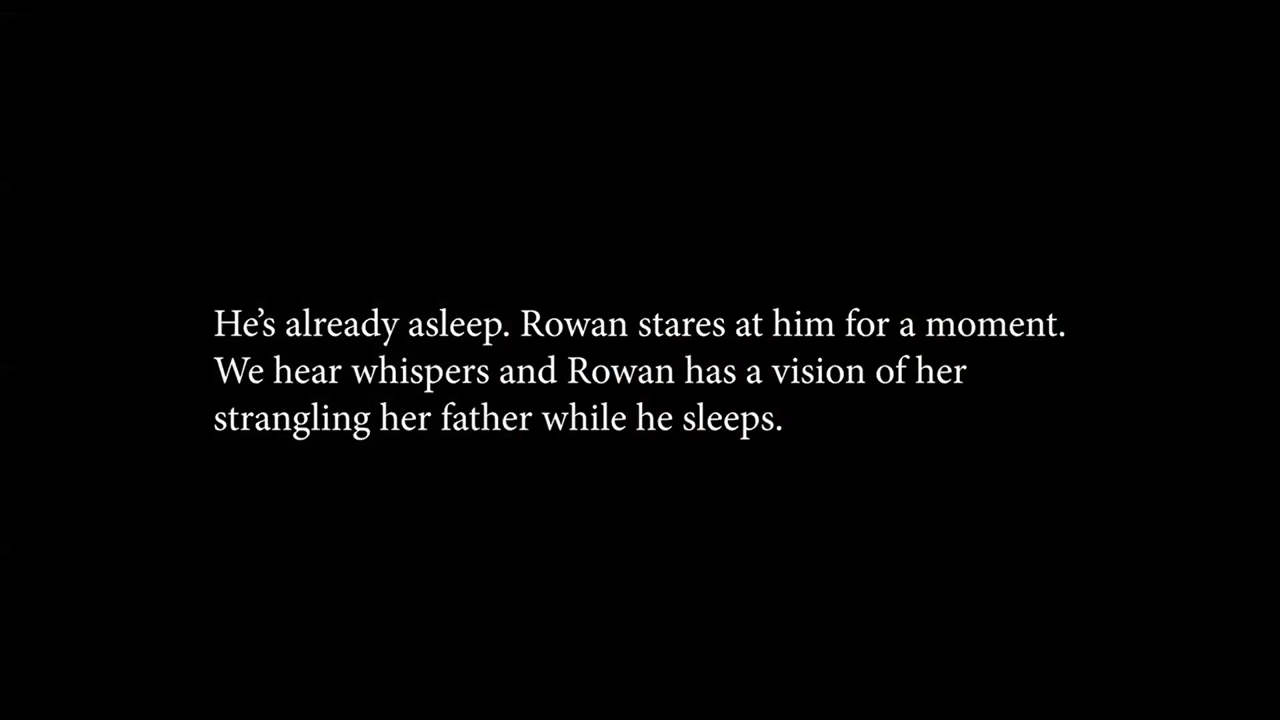 He’s already asleep. Rowan stares at him for a moment.
We hear whispers and Rowan has a vision of her
strangling her father while he sleeps.